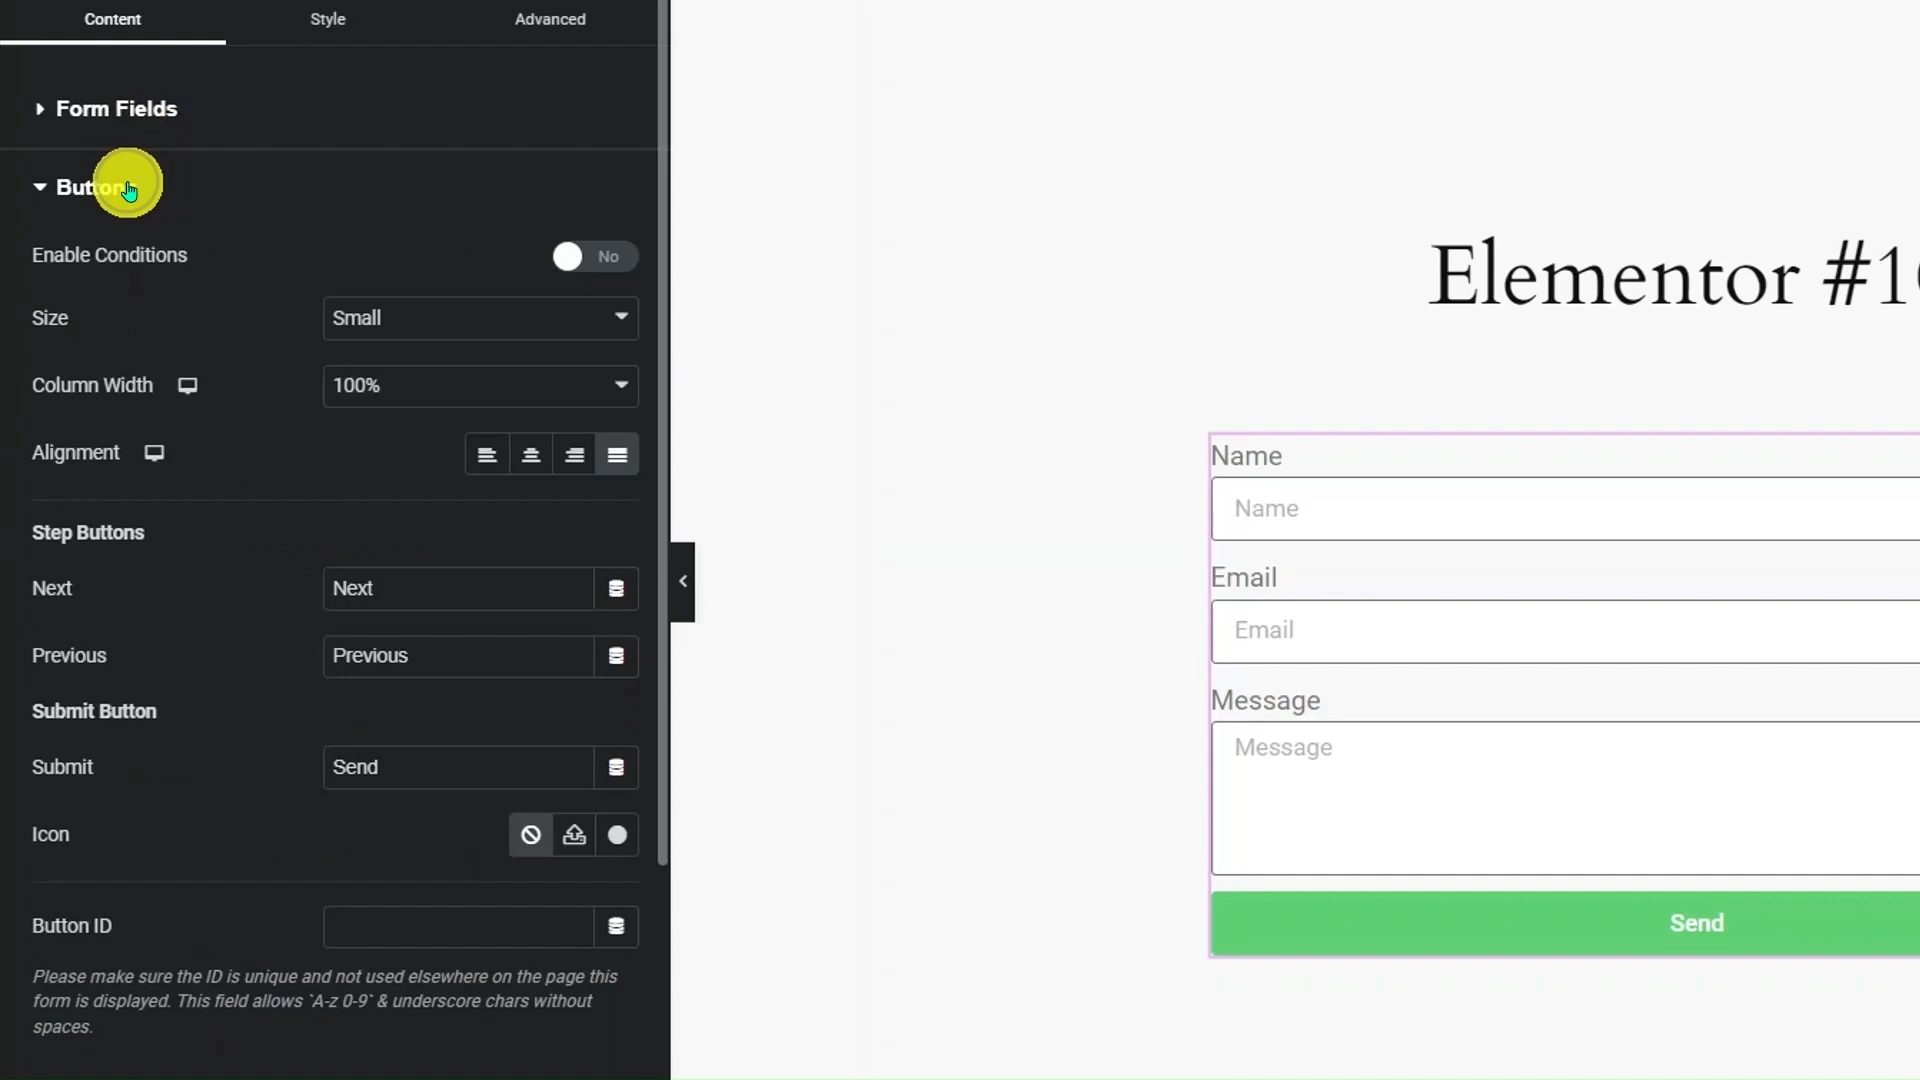 Content Style Advanced
Form Fields
Buttons
Enable Conditions No
Size Small
Column Width 100%
Alignment
Step Buttons
Next Next
Previous Previous
Submit Button
Submit Send
Icon
Button ID
Please make sure the ID is unique and not used elsewhere on the page this
form is displayed. This field allows `A-z 0-9` & underscore chars without
spaces.
Elementor #10
Name
Name
Email
Email
Message
Message
Send